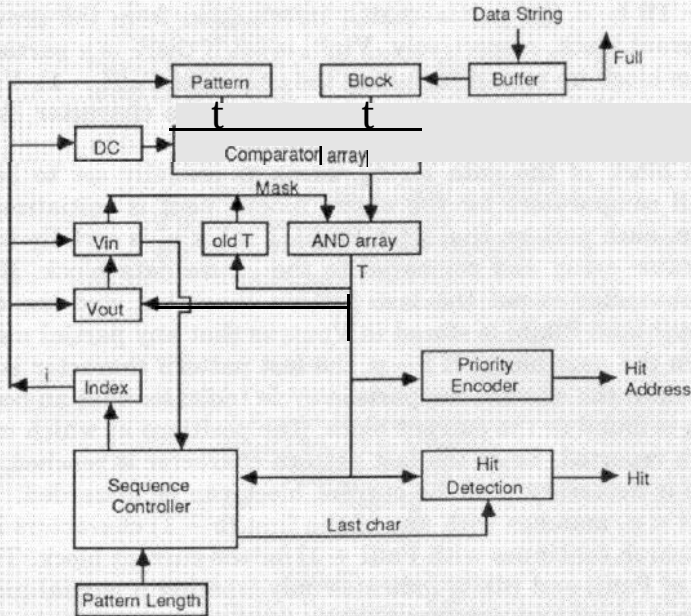 Data String
Full
Pattern
Block
Buffer
t
t
DC
Comparator array
Mask
Vin
old T
AND array
T
Vout
i
Index
Priority
Encoder
Hit
Address
Sequence
Controller
Hit
Detection
Hit
Last char
Pattern Length